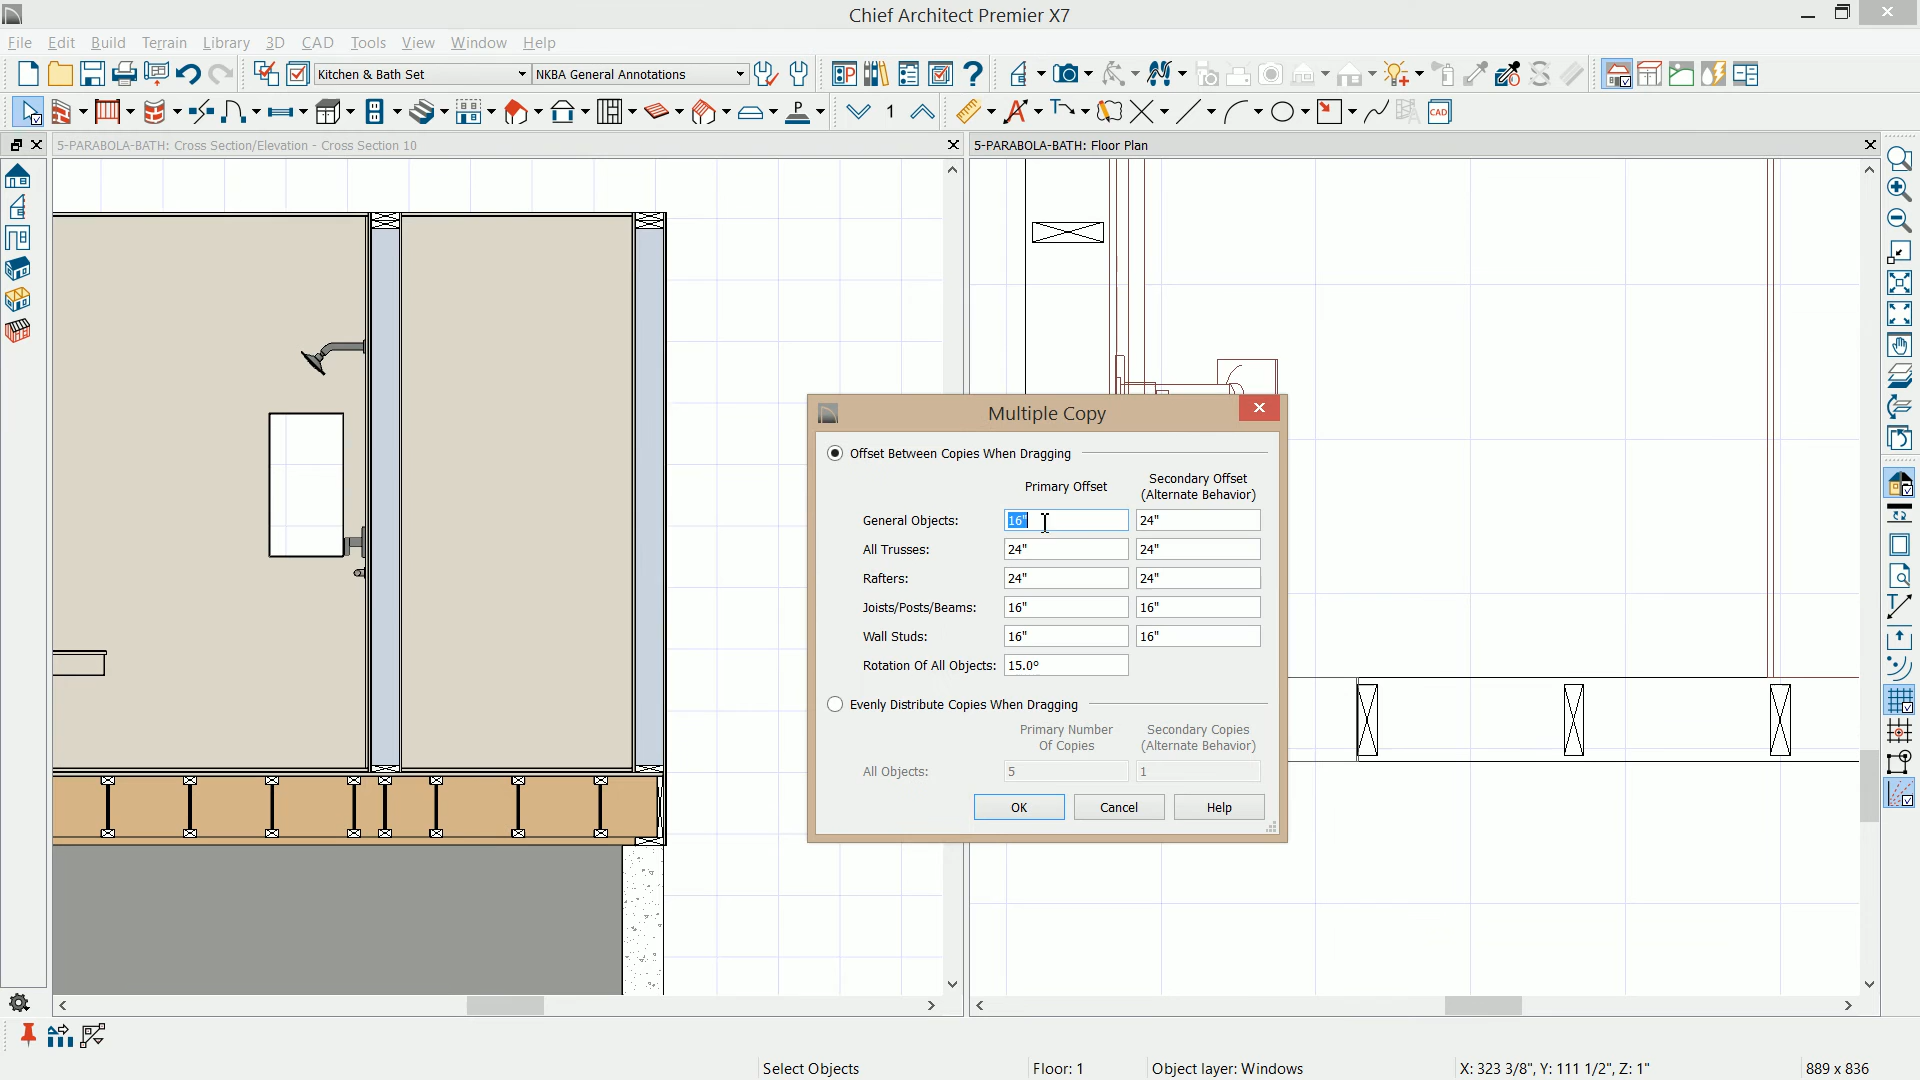 Chief Architect Premier X7
File Edit Build Terrain Library 3D CAD Tools View Window Help
Kitchen & Bath Set NKBA General Annotations
1 A CAD
5-PARABOLA-BATH: Cross Section/Elevation - Cross Section 10
5-PARABOLA-BATH: Floor Plan
Multiple Copy
Offset Between Copies When Dragging
Primary Offset
Secondary Offset
(Alternate Behavior)
General Objects: 16" 24"
All Trusses: 24" 24"
Rafters: 24" 24"
Joists/Posts/Beams: 16" 16"
Wall Studs: 16" 16"
Rotation Of All Objects: 15.0°
Evenly Distribute Copies When Dragging
Primary Number
Of Copies
Secondary Copies
(Alternate Behavior)
All Objects: 5 1
OK Cancel Help
Select Objects Floor: 1 Object layer: Windows X: 323 3/8", Y: 111 1/2", Z: 1" 889 x 836